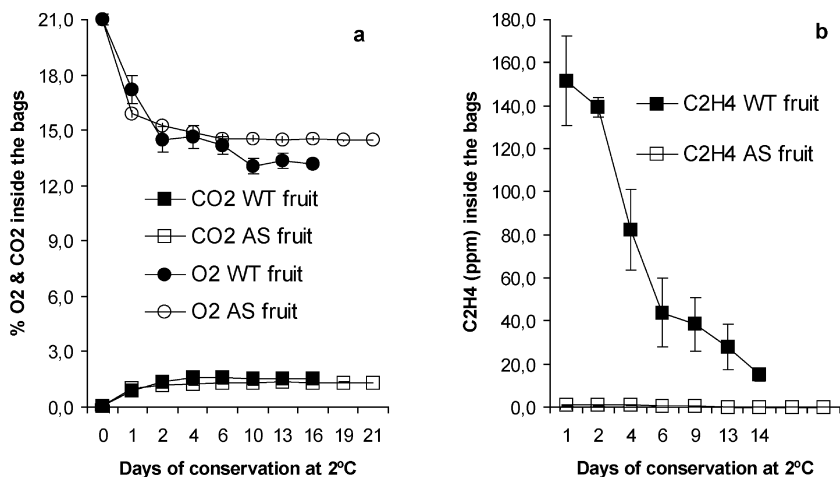 a
% O2 & CO2 inside the bags
21,0
18,0
15,0
12,0
9,0
6,0
3,0
0,0
CO2 WT fruit
CO2 AS fruit
O2 WT fruit
O2 AS fruit
0 1 2 4 6 10 13 16 19 21
Days of conservation at 2ºC
b
C2H4 (ppm) inside the bags
180,0
160,0
140,0
120,0
100,0
80,0
60,0
40,0
20,0
0,0
C2H4 WT fruit
C2H4 AS fruit
1 2 4 6 9 13 14
Days of conservation at 2ºC